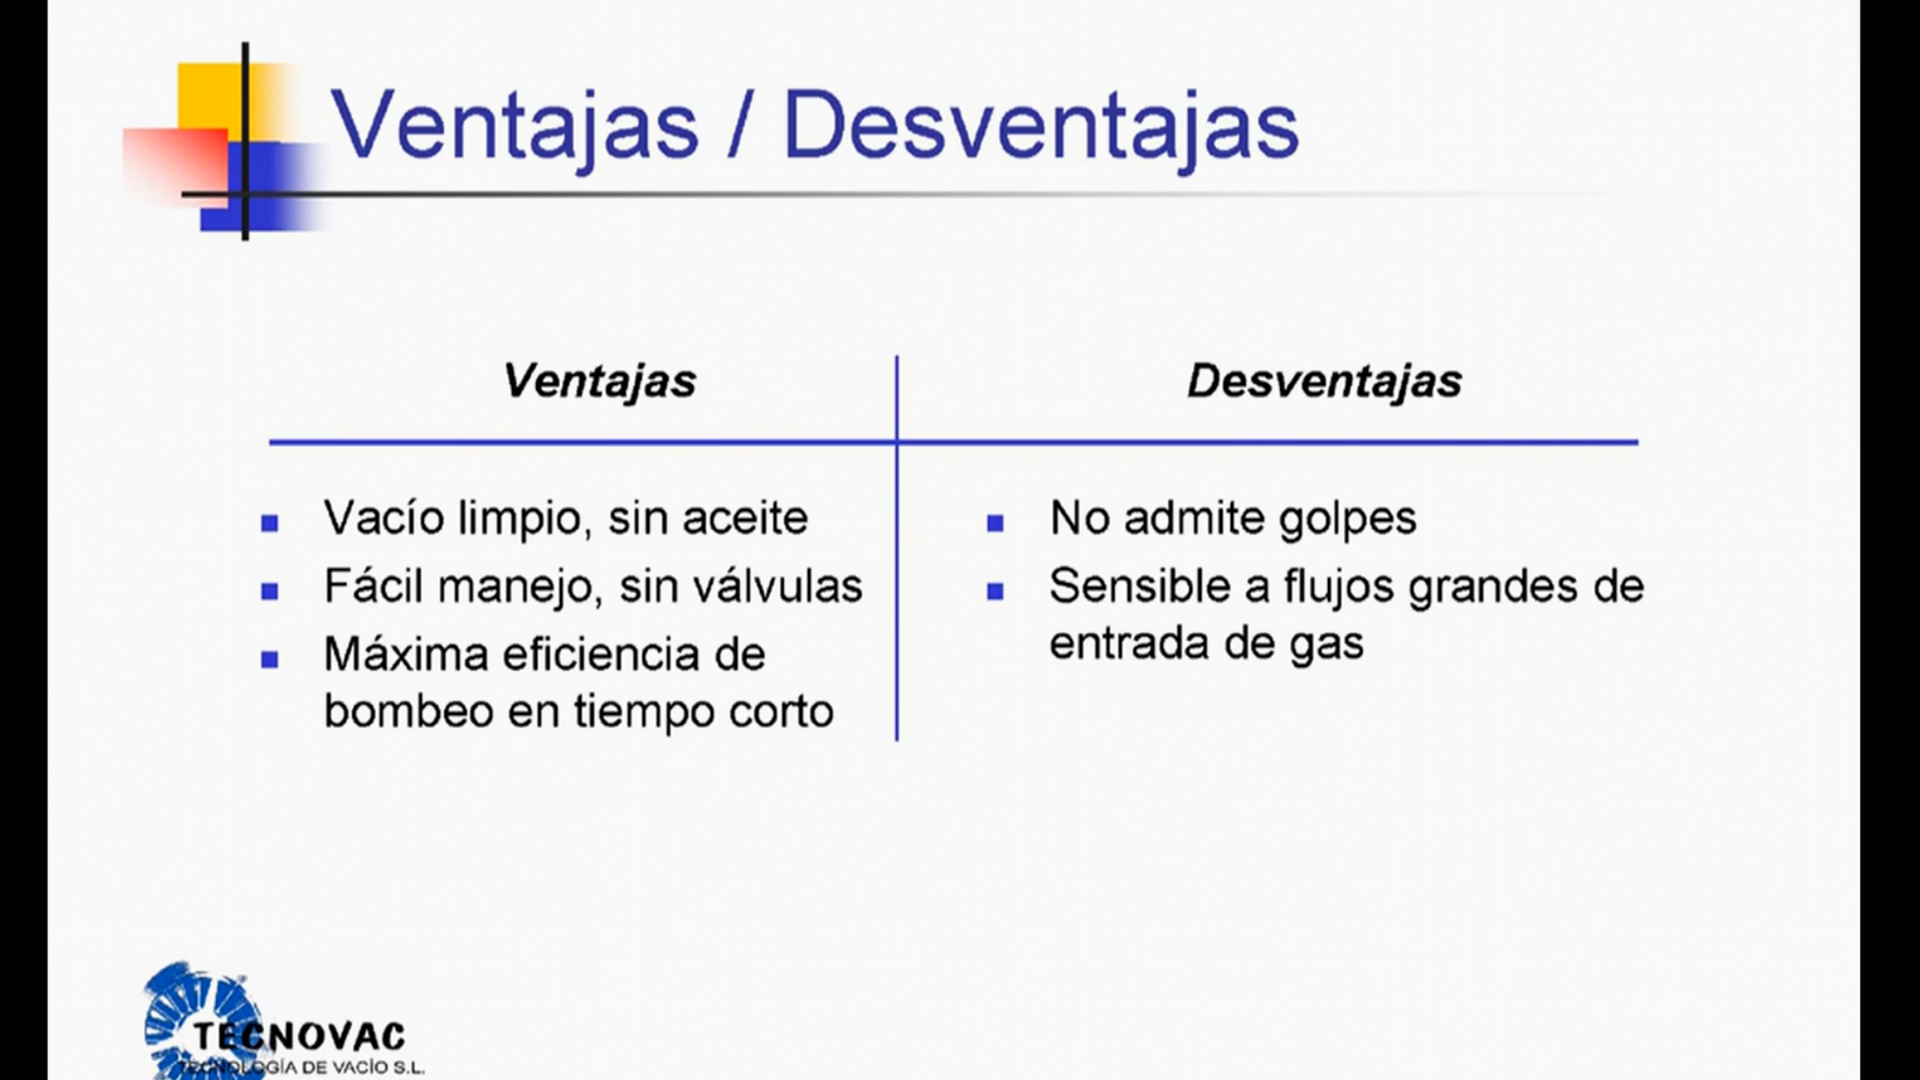 Ventajas / Desventajas
Ventajas
Desventajas
Vacío limpio, sin aceite
Fácil manejo, sin válvulas
Máxima eficiencia de
bombeo en tiempo corto
No admite golpes
Sensible a flujos grandes de
entrada de gas
TECNOVAC
TECNOLOGÍA DE VACÍO S.L.